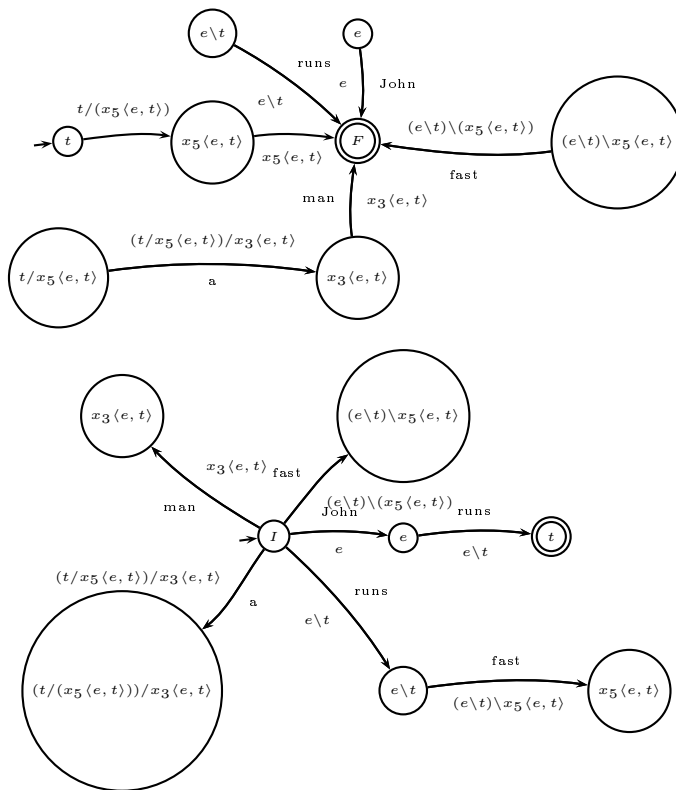 e\t
e
runs
e
John
t/(x₅⟨e, t⟩)
e\t
(e\t)\(x₅⟨e, t⟩)
t
x₅⟨e, t⟩
F
(e\t)\x₅⟨e, t⟩
x₅⟨e, t⟩
fast
man
x₃⟨e, t⟩
(t/x₅⟨e, t⟩)/x₃⟨e, t⟩
t/x₅⟨e, t⟩
x₃⟨e, t⟩
a
x₃⟨e, t⟩
(e\t)\x₅⟨e, t⟩
x₃⟨e, t⟩
fast
man
(e\t)\(x₅⟨e, t⟩)
John
runs
I
e
t
e
e\t
(t/x₅⟨e, t⟩)/x₃⟨e, t⟩
a
runs
e\t
fast
(t/(x₅⟨e, t⟩))/x₃⟨e, t⟩
e\t
x₅⟨e, t⟩
(e\t)\x₅⟨e, t⟩